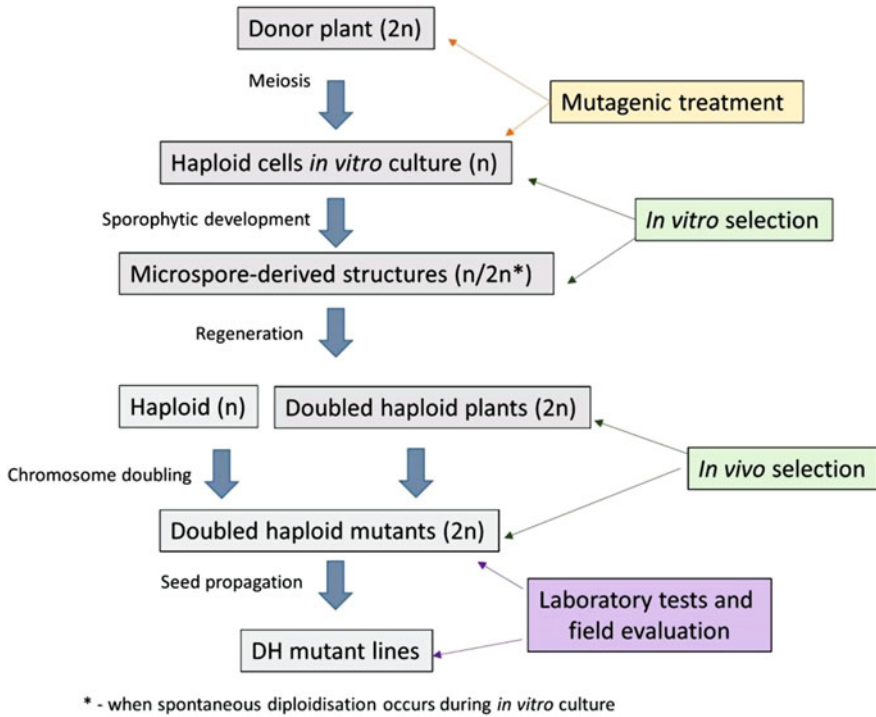 Donor plant (2n)
Meiosis
Mutagenic treatment
Haploid cells in vitro culture (n)
Sporophytic development
In vitro selection
Microspore-derived structures (n/2n*)
Regeneration
Haploid (n)
Doubled haploid plants (2n)
Chromosome doubling
In vivo selection
Doubled haploid mutants (2n)
Seed propagation
Laboratory tests and
field evaluation
DH mutant lines
* - when spontaneous diploidisation occurs during in vitro culture